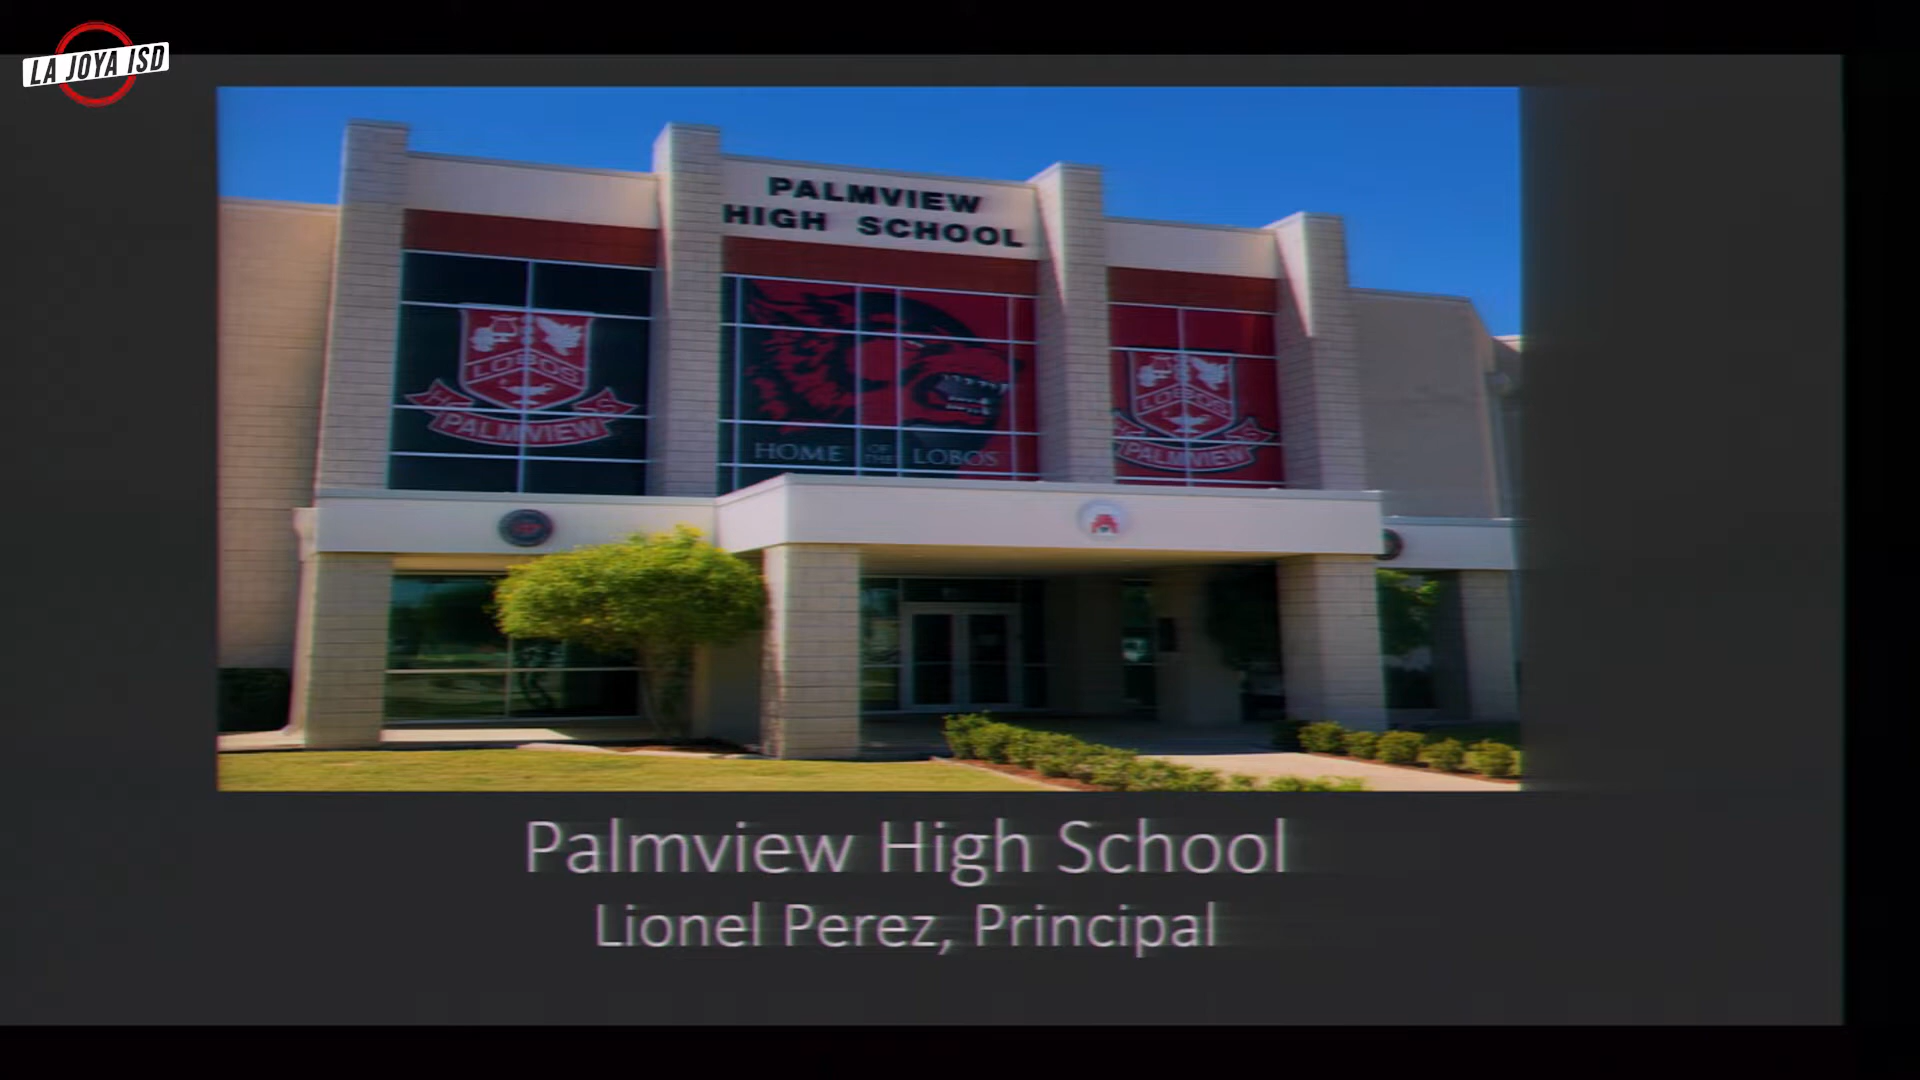 LA JOYA ISD
PALMVIEW
HIGH SCHOOL
LOBOS
PALMVIEW
HOME OF THE LOBOS
LOBOS
PALMVIEW
Palmview High School
Lionel Perez, Principal